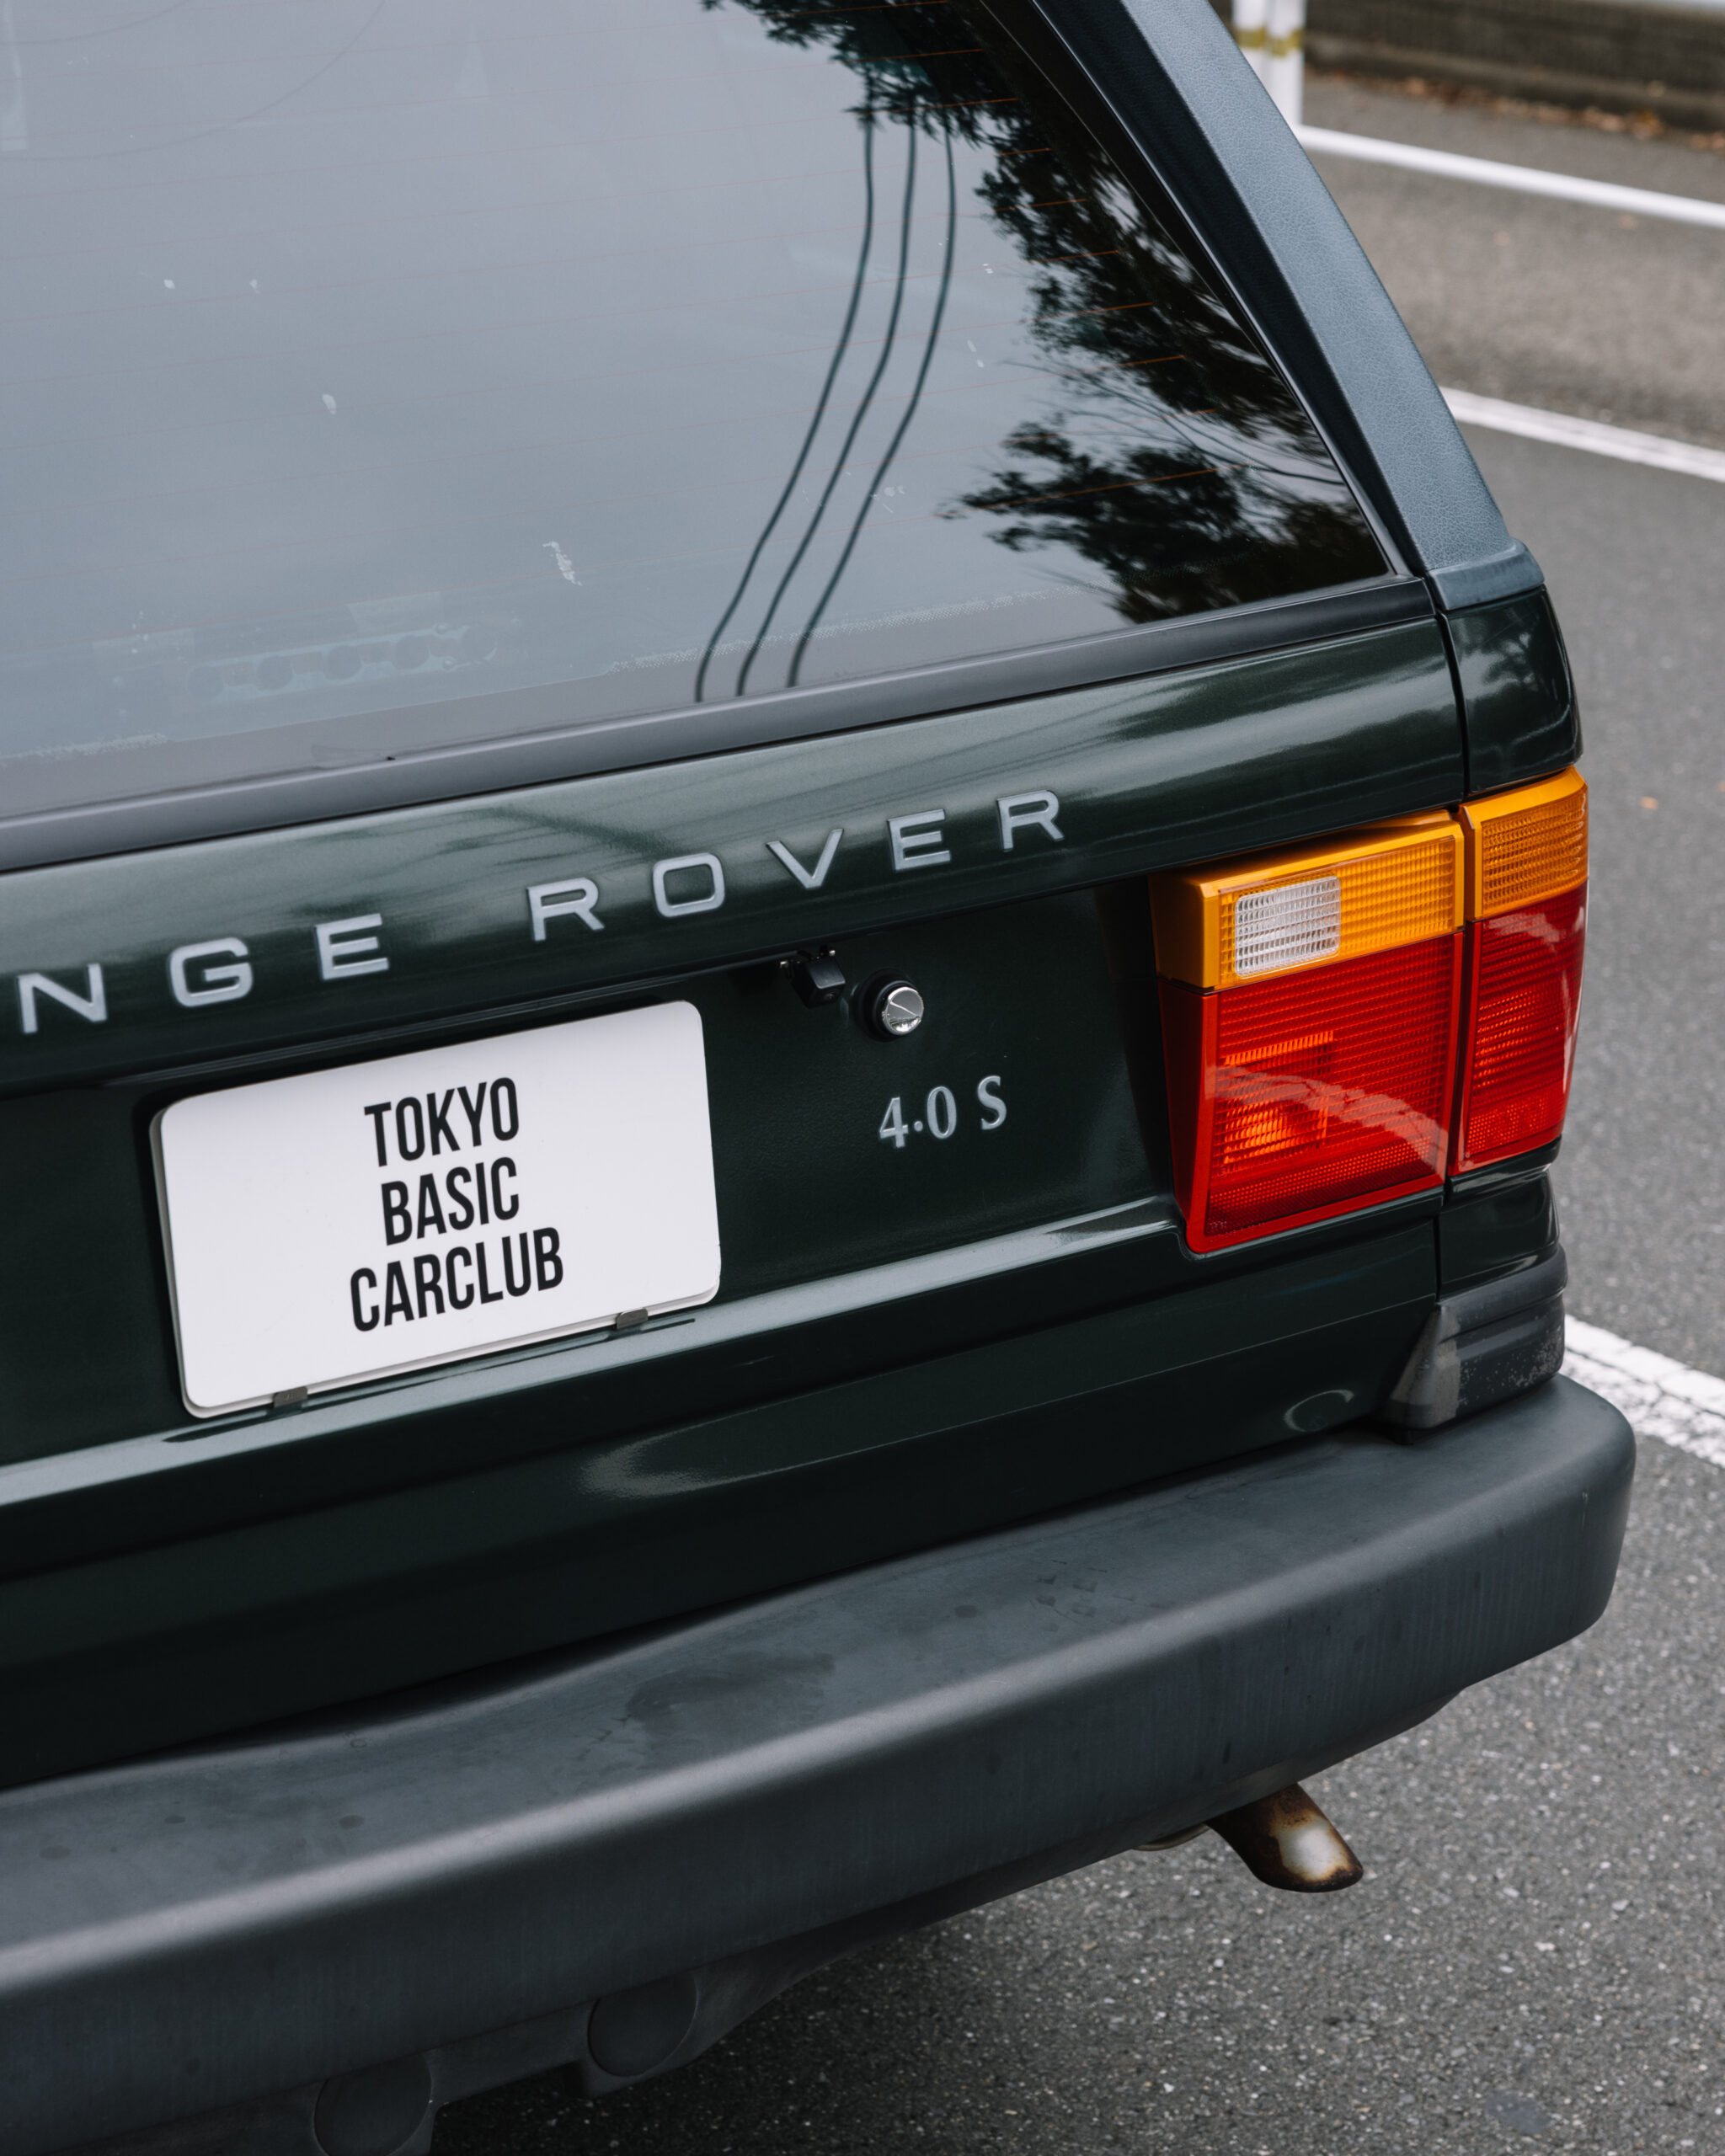 NGE ROVER
4.0 S
TOKYO
BASIC
CARCLUB